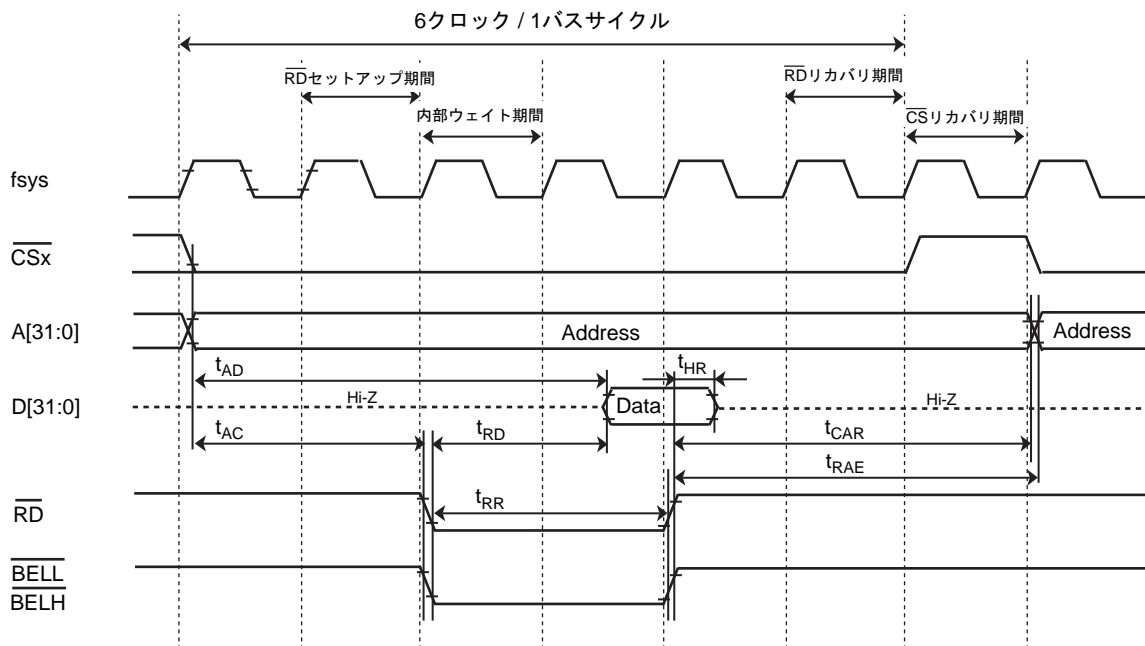 6クロック / 1バスサイクル
RDセットアップ期間
RDリカバリ期間
内部ウェイト期間
CSリカバリ期間
fsys
CSx
A[31:0]
Address
Address
tAD
tHR
D[31:0]
Hi-Z
Data
Hi-Z
tAC
tRD
tCAR
tRAE
RD
tRR
BELL
BELH